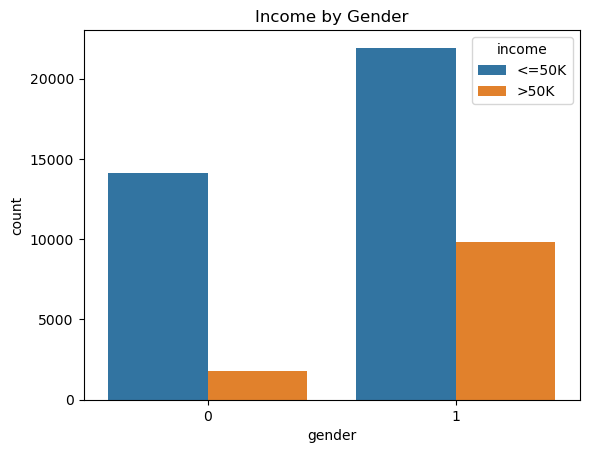 Income by Gender
income
<=50K
>50K
20000
15000
10000
5000
0
count
0 1
gender